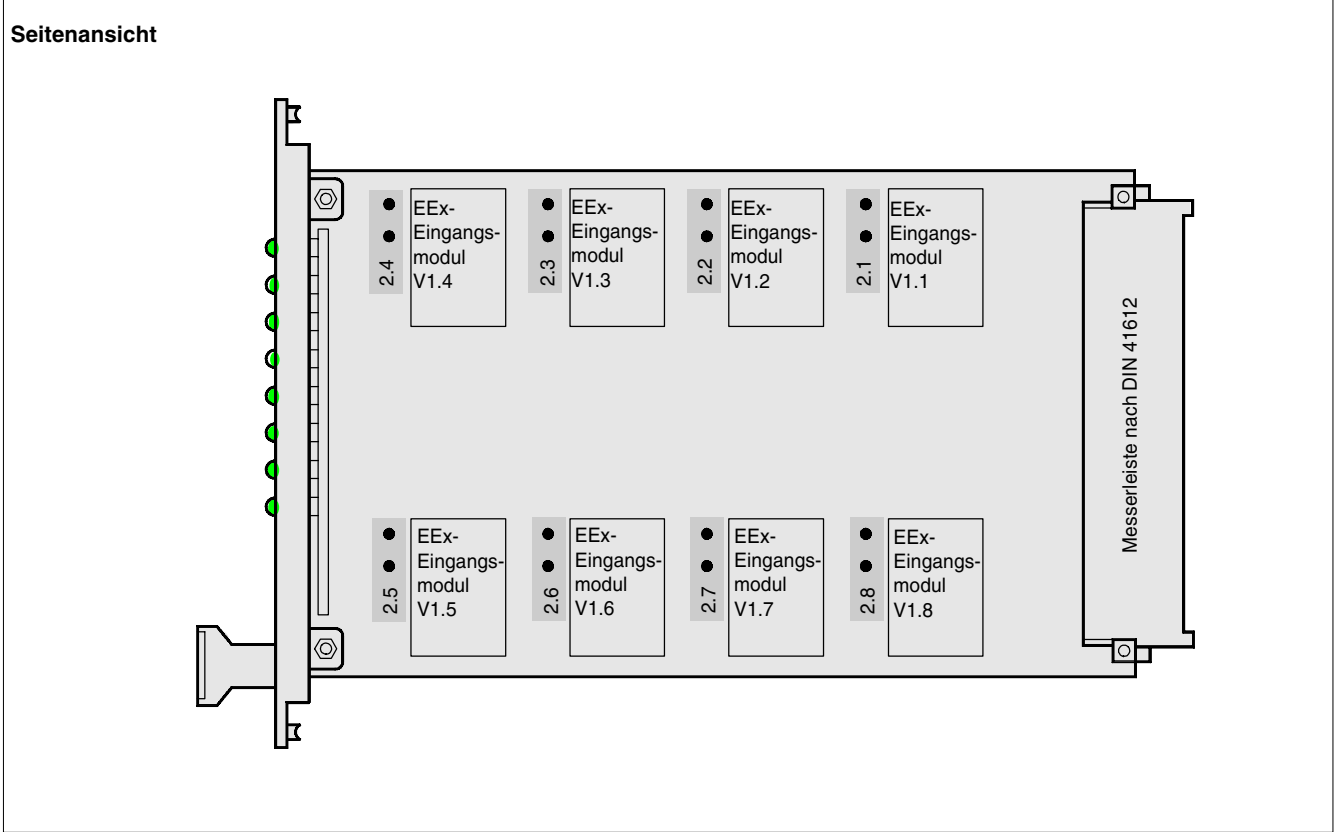 Seitenansicht
2.4
EEx-
Eingangs-
modul
V1.4
2.3
EEx-
Eingangs-
modul
V1.3
2.2
EEx-
Eingangs-
modul
V1.2
2.1
EEx-
Eingangs-
modul
V1.1
Messerleiste nach DIN 41612
2.5
EEx-
Eingangs-
modul
V1.5
2.6
EEx-
Eingangs-
modul
V1.6
2.7
EEx-
Eingangs-
modul
V1.7
2.8
EEx-
Eingangs-
modul
V1.8